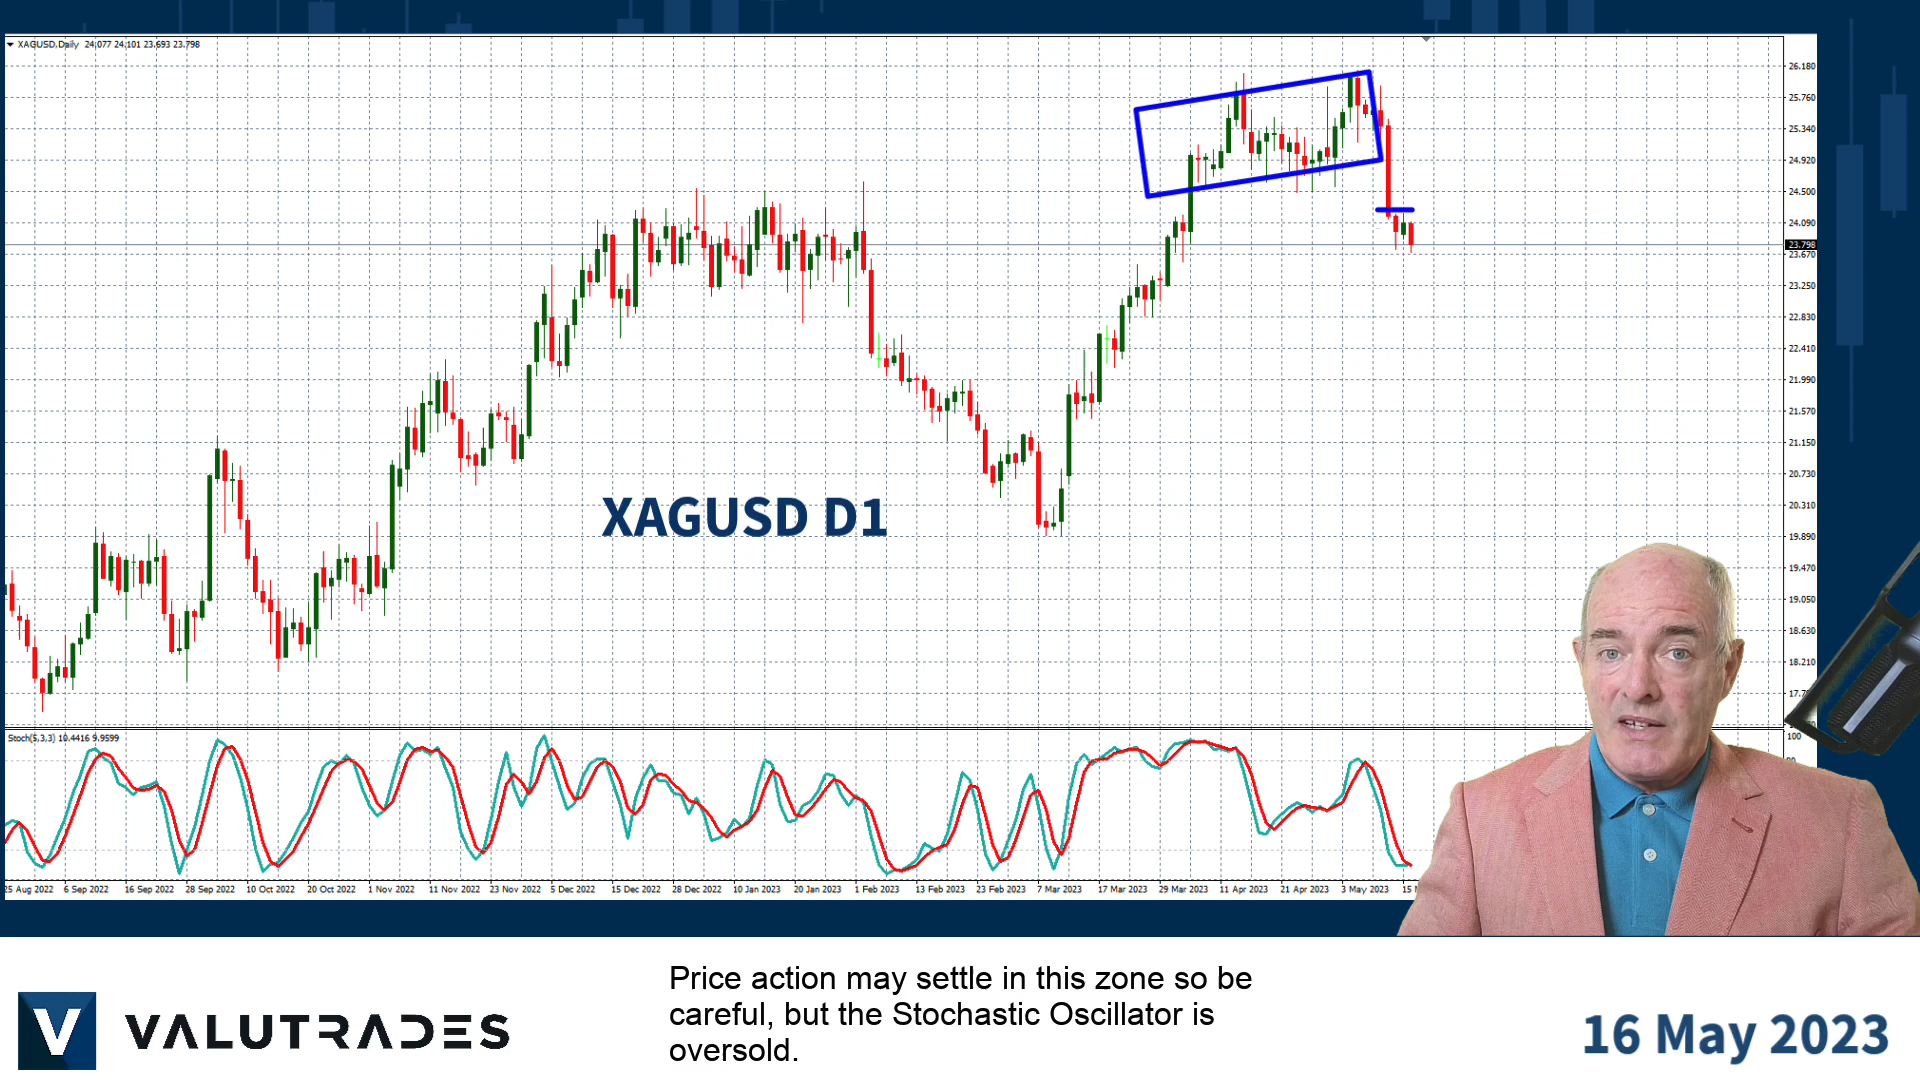 XAGUSD,Daily 24.077 24.101 23.693 23.798
26.180
25.760
25.340
24.920
24.500
24.090
23.798
23.670
23.250
22.830
22.410
21.990
21.570
21.150
20.730
20.310
19.890
19.470
19.050
18.630
18.210
XAGUSD D1
Stoch(5,3,3) 10.4416 9.9599
100
25 Aug 2022 6 Sep 2022 16 Sep 2022 28 Sep 2022 10 Oct 2022 20 Oct 2022 1 Nov 2022 11 Nov 2022 23 Nov 2022 5 Dec 2022 15 Dec 2022 28 Dec 2022 10 Jan 2023 20 Jan 2023 1 Feb 2023 13 Feb 2023 23 Feb 2023 7 Mar 2023 17 Mar 2023 29 Mar 2023 11 Apr 2023 21 Apr 2023 3 May 2023 15
Price action may settle in this zone so be
careful, but the Stochastic Oscillator is
oversold.
VALUTRADES
16 May 2023